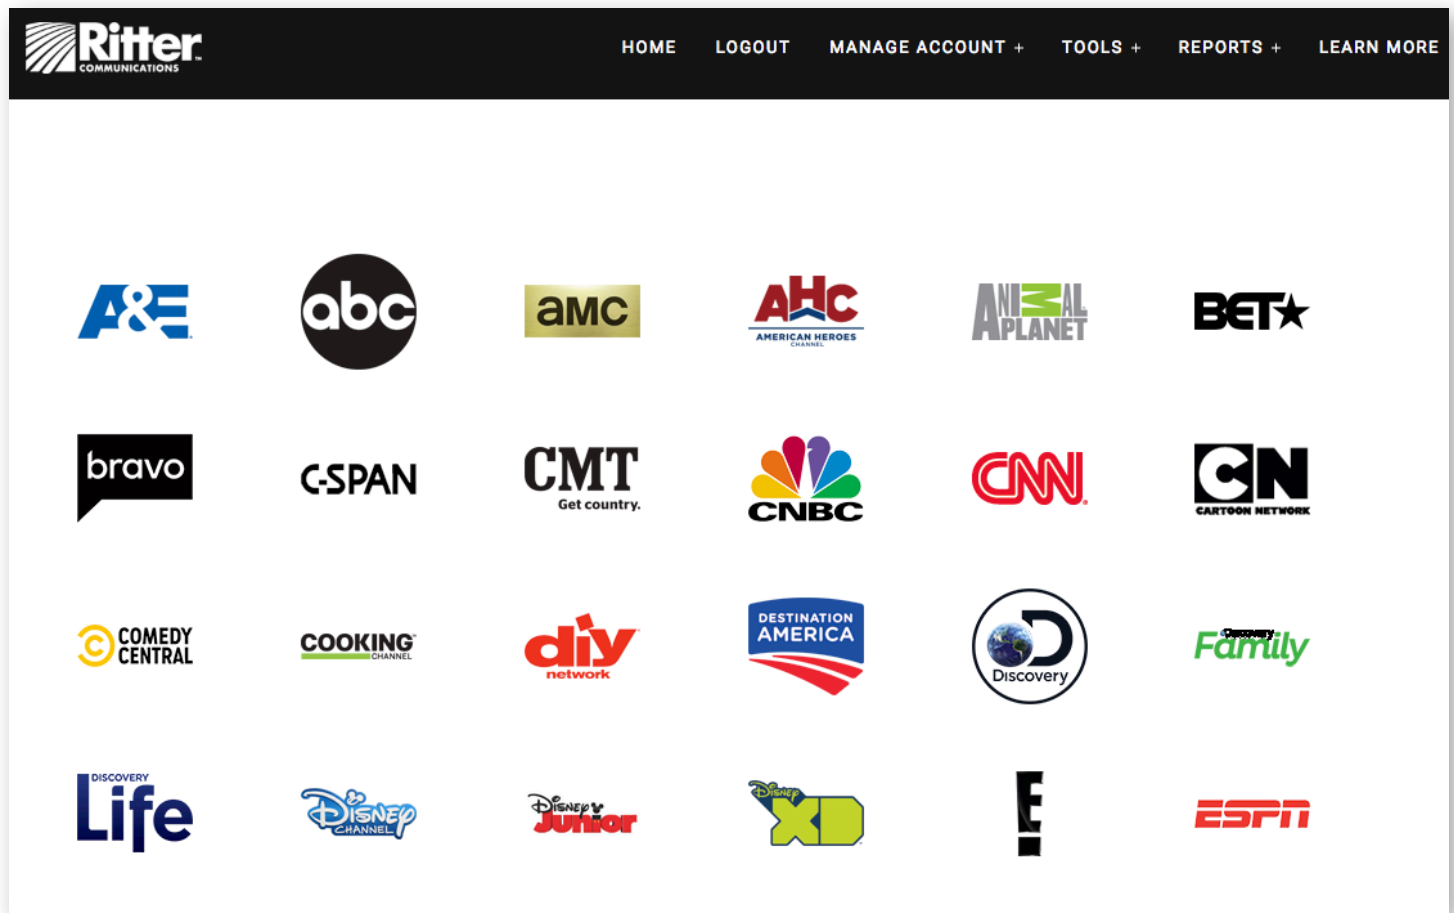 Ritter
COMMUNICATIONS
HOME LOGOUT MANAGE ACCOUNT + TOOLS + REPORTS + LEARN MORE
A&E
abc
aMC
AHC
AMERICAN HEROES
CHANNEL
ANIMAL
PLANET
BET
bravo
C-SPAN
CMT
Get country.
CNBC
CNN
CN
CARTOON NETWORK
COMEDY
CENTRAL
COOKING
CHANNEL
diy
network
DESTINATION
AMERICA
D
DISCOVERY
Discovery
Family
DISCOVERY
Life
DISNEY
CHANNEL
DISNEY
Junior
DISNEY
XD
E!
ESPN